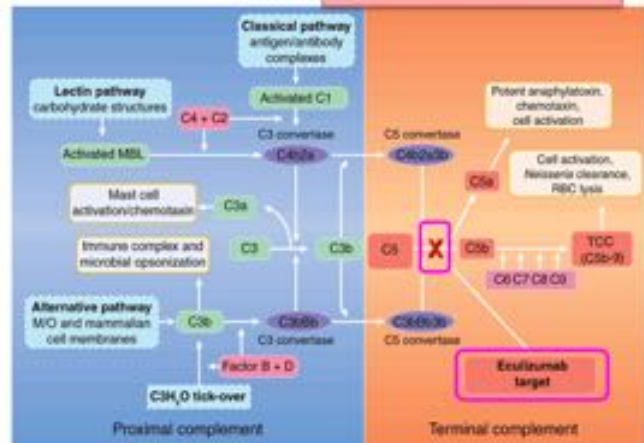 Classical pathway
antigen/antibody
complexes
Lectin pathway
carbohydrate structures
C4 + C2
Activated C1
C3 convertase
C5 convertase
Potent anaphylatoxin,
chemotaxin,
cell activation
Activated MBL
C4b2a
C4b2a3b
C5a
Cell activation,
Neisseria clearance,
RBC lysis
Mast cell
activation/chemotaxin
C3a
C3
C3b
C5
X
C5b
TCC
(C5b-9)
C6 C7 C8 C9
Immune complex and
microbial opsonization
Alternative pathway
M/O and mammalian
cell membranes
C3b
C3bBb
C3bBb3b
C3 convertase
C5 convertase
Factor B + D
C3H₂O tick-over
Eculizumab
target
Proximal complement
Terminal complement